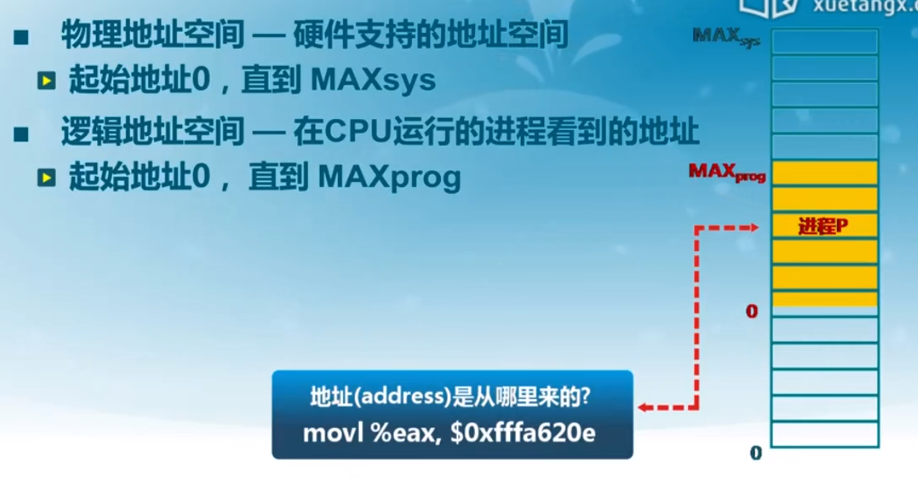 xuetangx.c
物理地址空间 — 硬件支持的地址空间
起始地址0，直到 MAXsys
逻辑地址空间 — 在CPU运行的进程看到的地址
起始地址0， 直到 MAXprog
MAXsys
MAXprog
进程P
0
0
地址(address)是从哪里来的?
movl %eax, $0xfffa620e